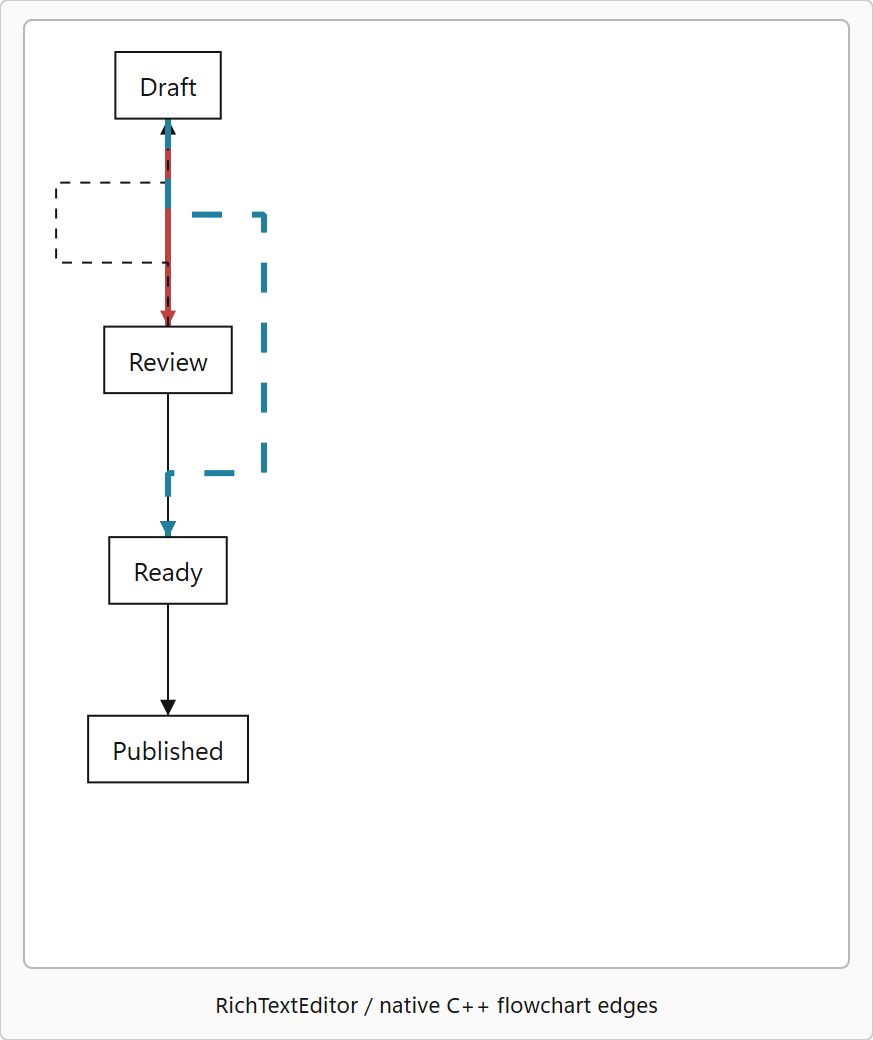 Draft
Review
Ready
Published
RichTextEditor / native C++ flowchart edges